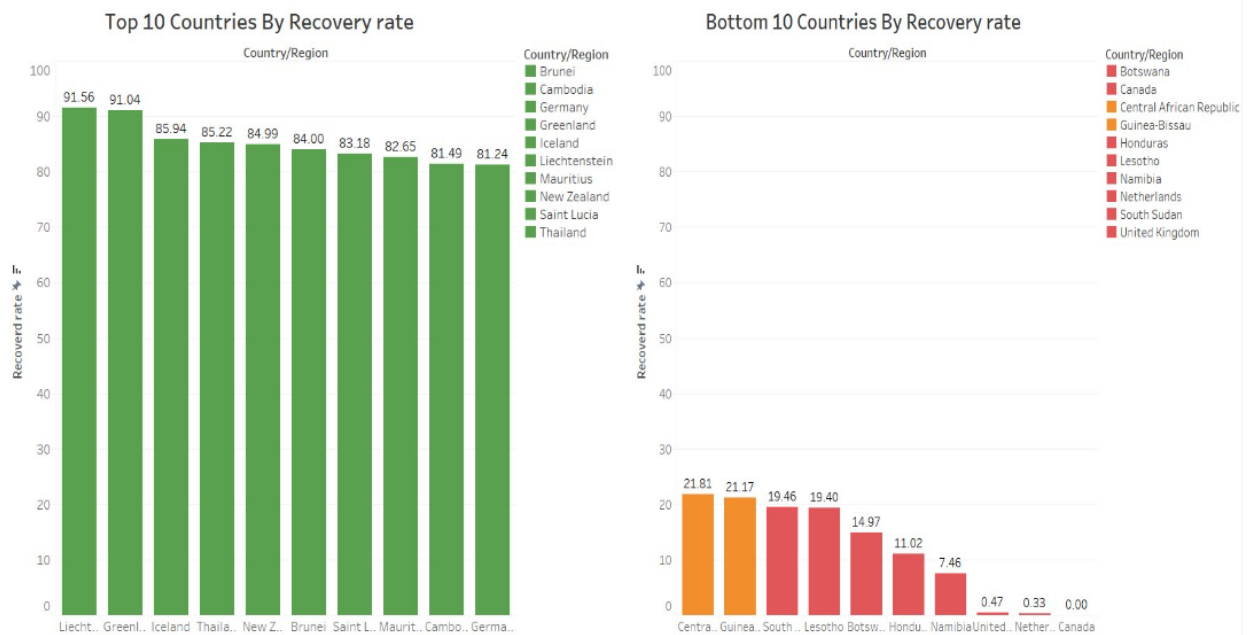 Top 10 Countries By Recovery rate
Country/Region
Country/Region
Brunei
Cambodia
Germany
Greenland
Iceland
Liechtenstein
Mauritius
New Zealand
Saint Lucia
Thailand
Recoverd rate
100
90
80
70
60
50
40
30
20
10
0
91.56 91.04 85.94 85.22 84.99 84.00 83.18 82.65 81.49 81.24
Liecht.. Greenl.. Iceland Thaila.. New Z.. Brunei Saint L.. Maurit.. Cambo.. Germa..
Bottom 10 Countries By Recovery rate
Country/Region
Country/Region
Botswana
Canada
Central African Republic
Guinea-Bissau
Honduras
Lesotho
Namibia
Netherlands
South Sudan
United Kingdom
Recoverd rate
100
90
80
70
60
50
40
30
20
10
0
21.81 21.17 19.46 19.40 14.97 11.02 7.46 0.47 0.33 0.00
Centra.. Guinea.. South .. Lesotho Botsw.. Hondu.. Namibia United.. Nether.. Canada